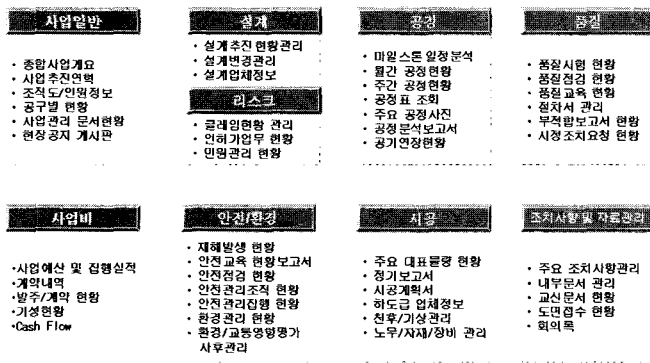 사업일반
• 종합사업개요
• 사업추진연혁
• 조직도/인원정보
• 공구별 현황
• 사업관리 문서현황
• 현장공지 게시판
설계
• 설계추진 현황관리
• 설계변경관리
• 설계업체정보
리스크
• 클레임현황 관리
• 인허가업무 현황
• 민원관리 현황
공정
• 마일스톤 일정분석
• 월간 공정현황
• 주간 공정현황
• 공정표 조회
• 주요 공정사진
• 공정분석보고서
• 공기연장현황
품질
• 품질시험 현황
• 품질점검 현황
• 품질교육 현황
• 절차서 관리
• 부적합보고서 현황
• 시정조치요청 현황
사업비
•사업예산 및 집행실적
•계약내역
•발주/계약 현황
•기성현황
•Cash Flow
안전/환경
• 재해발생 현황
• 안전교육 현황보고서
• 안전점검 현황
• 안전관리조직 현황
• 안전관리집행 현황
• 환경관리 현황
• 환경/교통영향평가
사후관리
시공
• 주요 대표물량 현황
• 정기보고서
• 시공계획서
• 하도급 업체정보
• 천후/기상관리
• 노무/자재/장비 관리
조치사항 및 자료관리
• 주요 조치사항관리
• 내부문서 관리
• 교신문서 현황
• 도면접수 현황
• 회의록